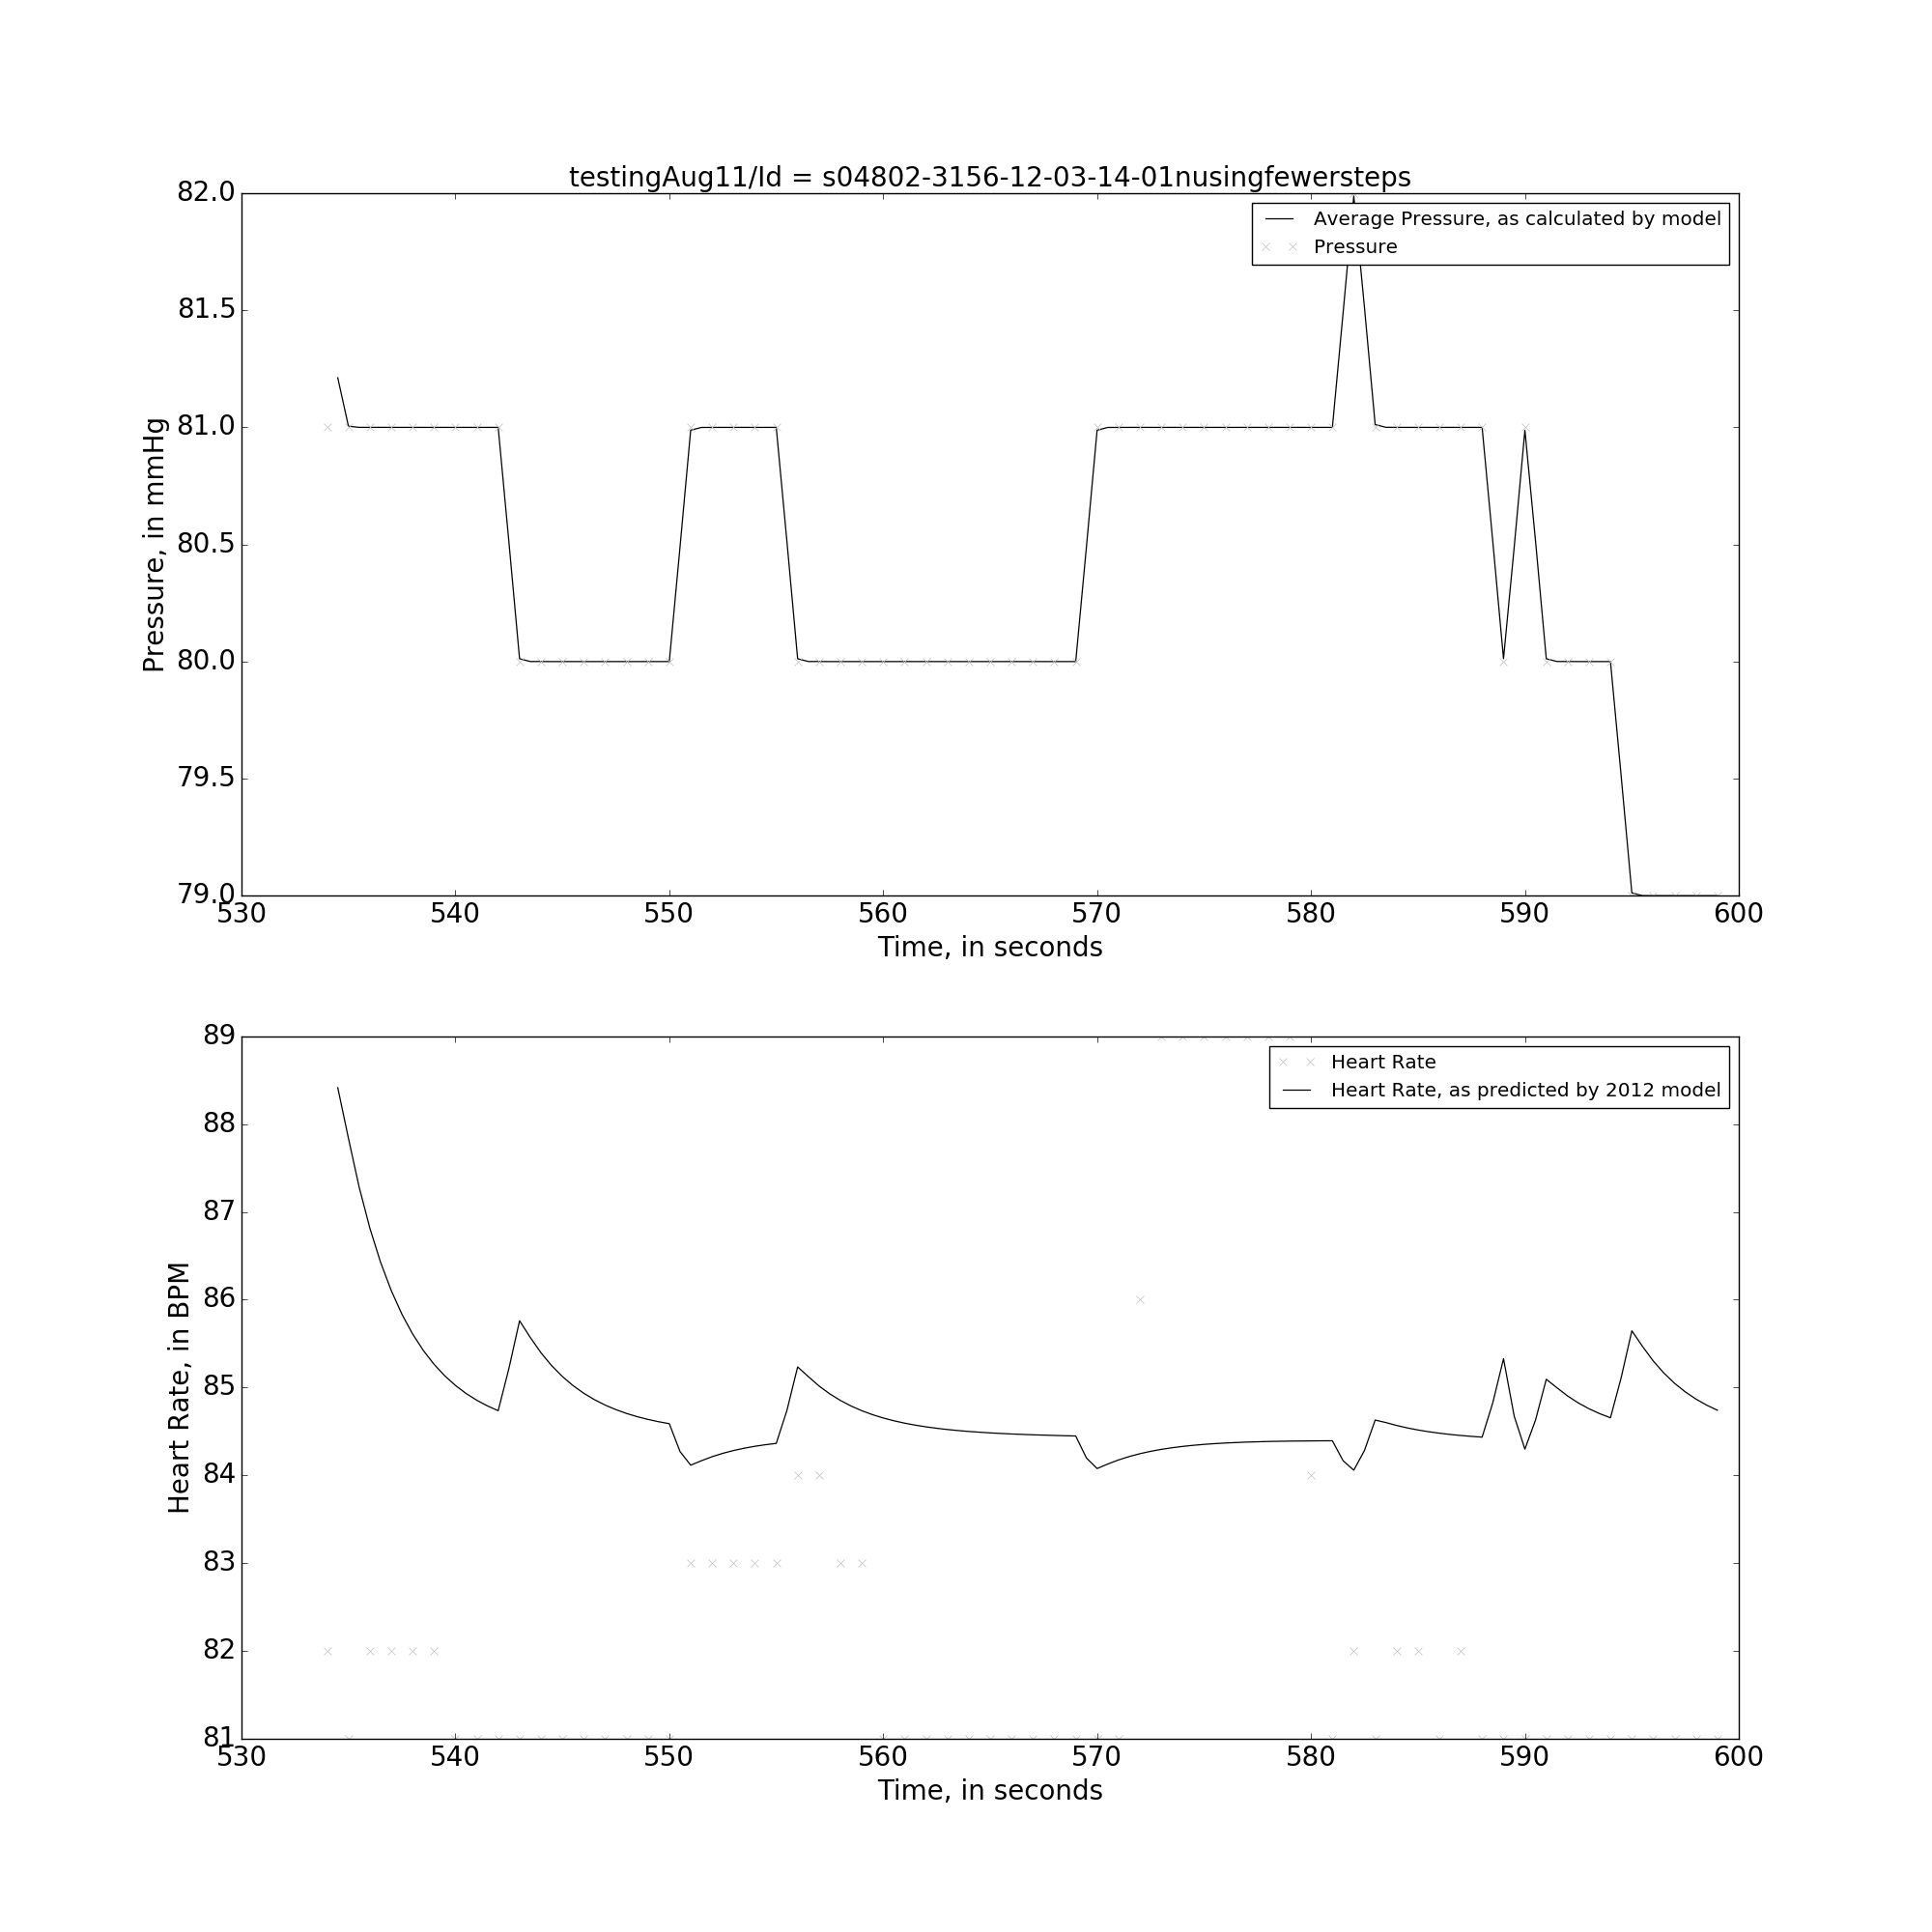 testingAug11/Id = s04802-3156-12-03-14-01nusingfewersteps
82.0
81.5
81.0
80.5
80.0
79.5
79.0
Pressure, in mmHg
Average Pressure, as calculated by model
Pressure
530 540 550 560 570 580 590 600
Time, in seconds
89
88
87
86
85
84
83
82
81
Heart Rate, in BPM
Heart Rate
Heart Rate, as predicted by 2012 model
530 540 550 560 570 580 590 600
Time, in seconds